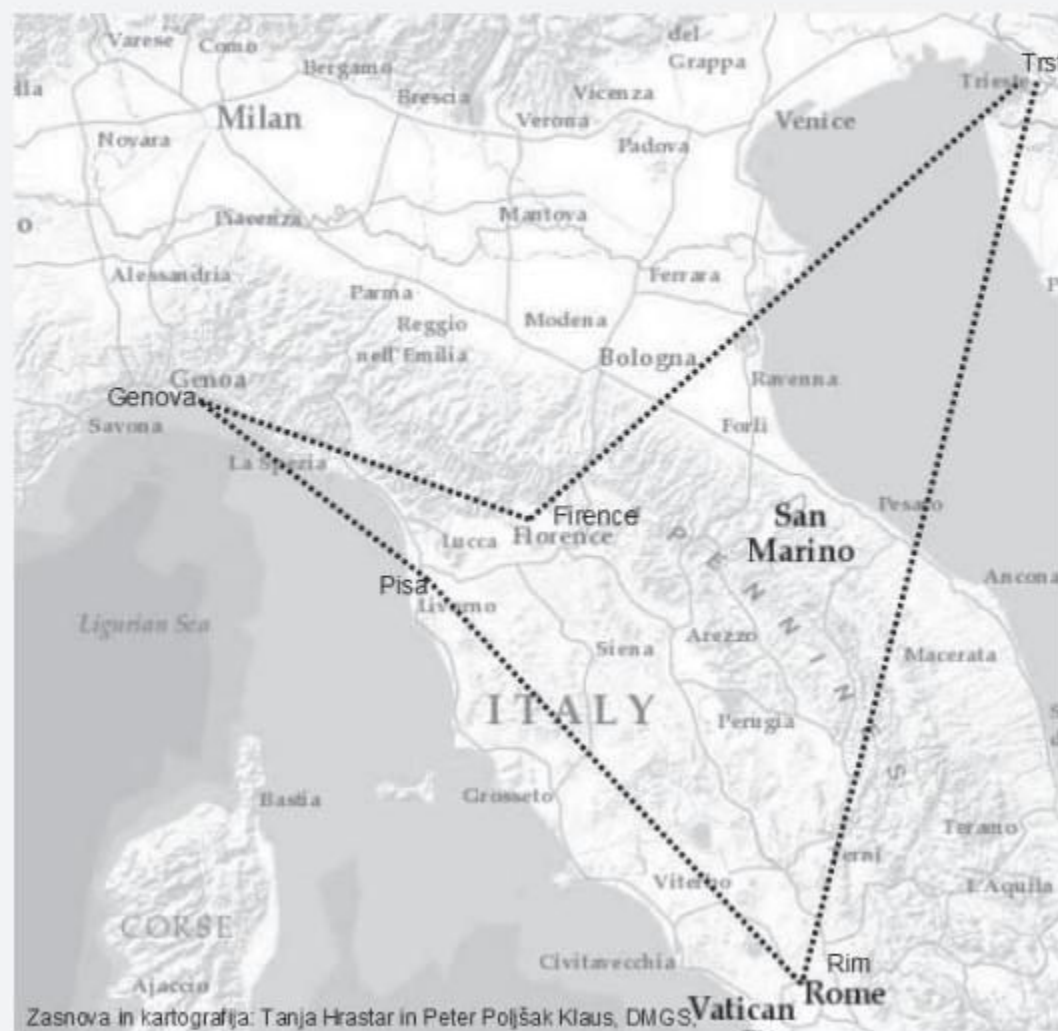 Varese
Como
del
Grappa
Bergamo
Trst
Trieste
Brescia
Vicenza
Milan
Verona
Venice
Novara
Padova
Piacenza
Mantova
Alessandria
Ferrara
Parma
Reggio
nell'Emilia
Modena
Bologna
Genoa
Ravenna
Genova
Savona
Forli
La Spezia
Pesaro
San
Marino
Firence
Florence
Lucca
Pisa
Livorno
Ancona
Ligurian Sea
Siena
Arezzo
Macerata
PENNINES
ITALY
Perugia
Bastia
Grosseto
Teramo
Terni
Viterbo
L'Aquila
CORSE
Civitavecchia
Rim
Ajaccio
Vatican
Rome
Zasnova in kartografija: Tanja Hrastar in Peter Poljšak Klaus, DMGS,